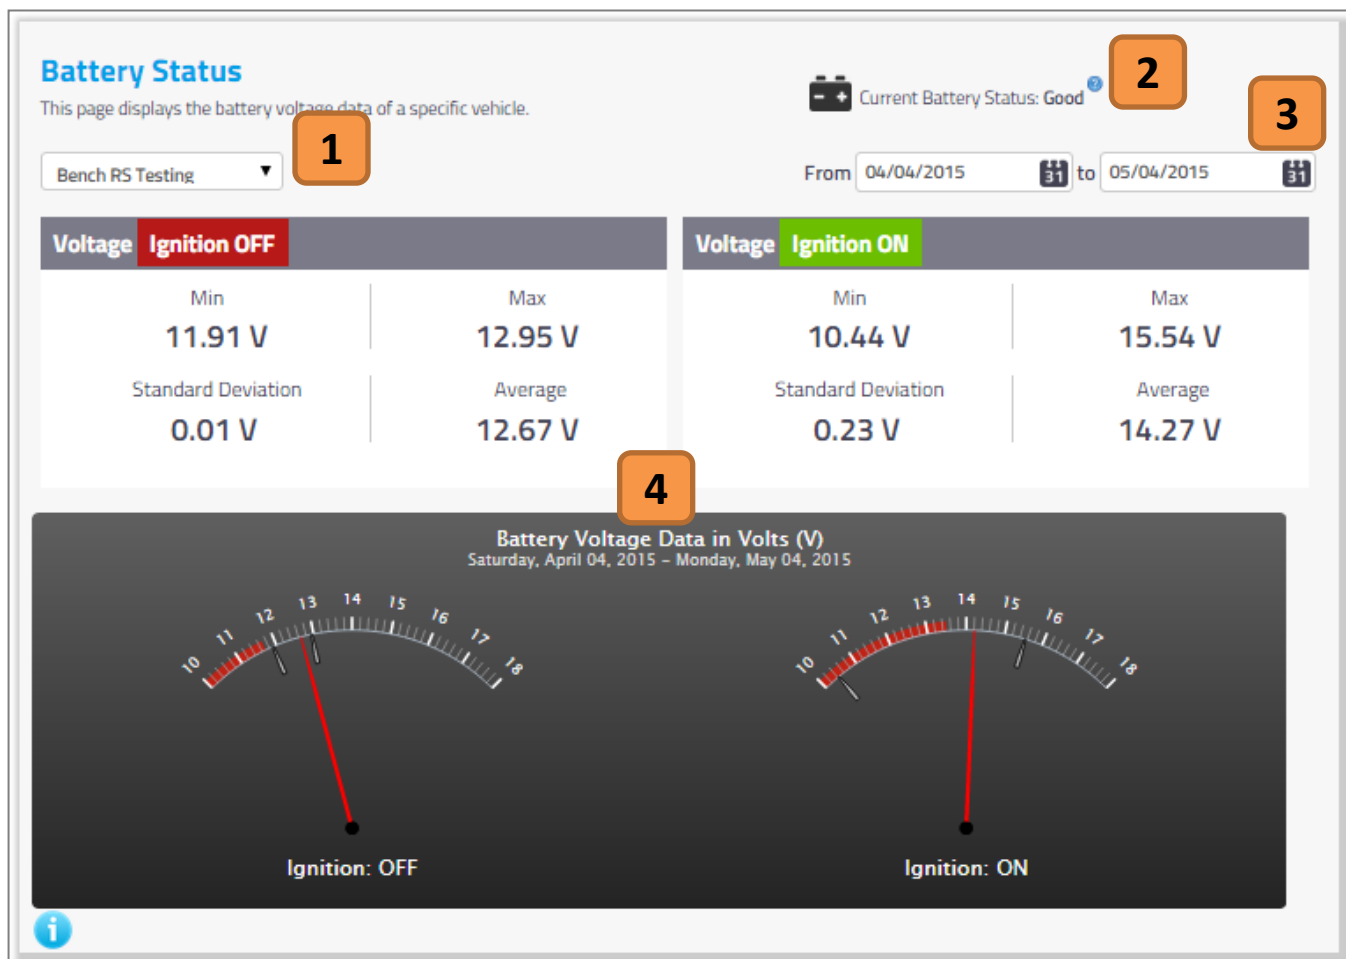 Battery Status
This page displays the battery voltage data of a specific vehicle.
Current Battery Status: Good ?
1
2
3
Bench RS Testing
From 04/04/2015 31 to 05/04/2015 31
Voltage Ignition OFF
Min
11.91 V
Max
12.95 V
Standard Deviation
0.01 V
Average
12.67 V
Voltage Ignition ON
Min
10.44 V
Max
15.54 V
Standard Deviation
0.23 V
Average
14.27 V
4
Battery Voltage Data in Volts (V)
Saturday, April 04, 2015 – Monday, May 04, 2015
10 11 12 13 14 15 16 17 18
Ignition: OFF
10 11 12 13 14 15 16 17 18
Ignition: ON
i